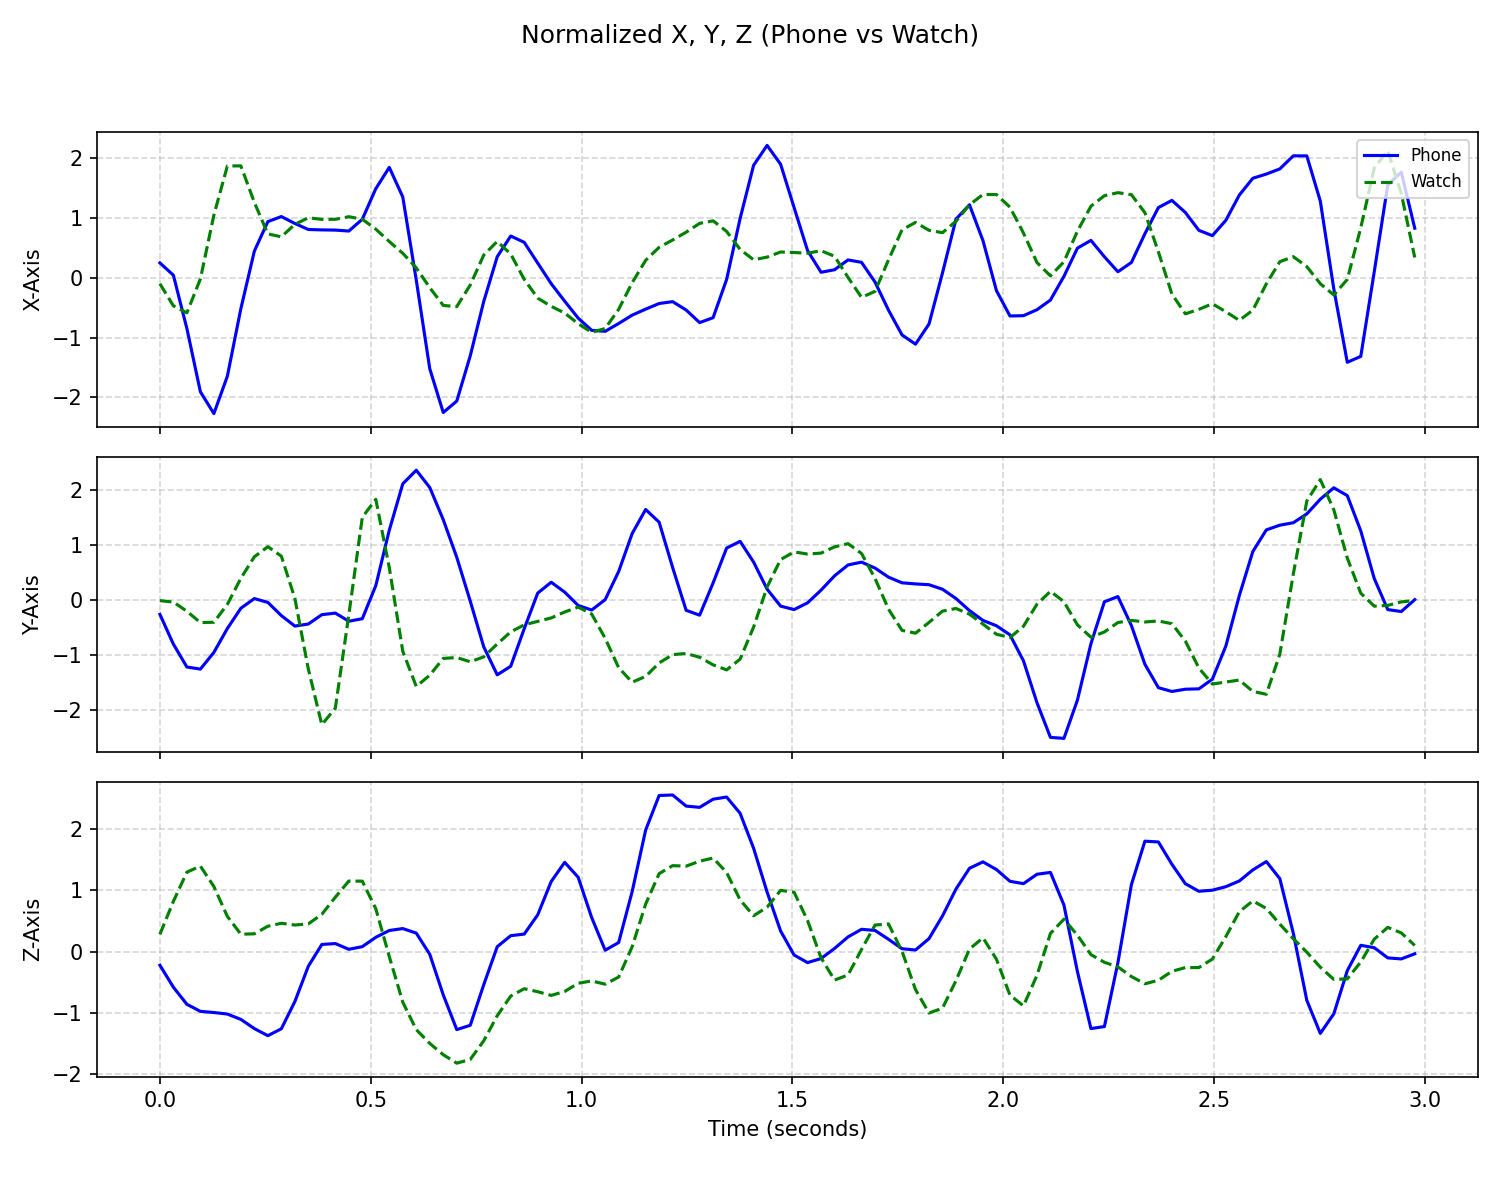 Normalized X, Y, Z (Phone vs Watch)
2
1
0
−1
−2
X-Axis
Phone
Watch
2
1
0
−1
−2
Y-Axis
2
1
0
−1
−2
Z-Axis
0.0 0.5 1.0 1.5 2.0 2.5 3.0
Time (seconds)